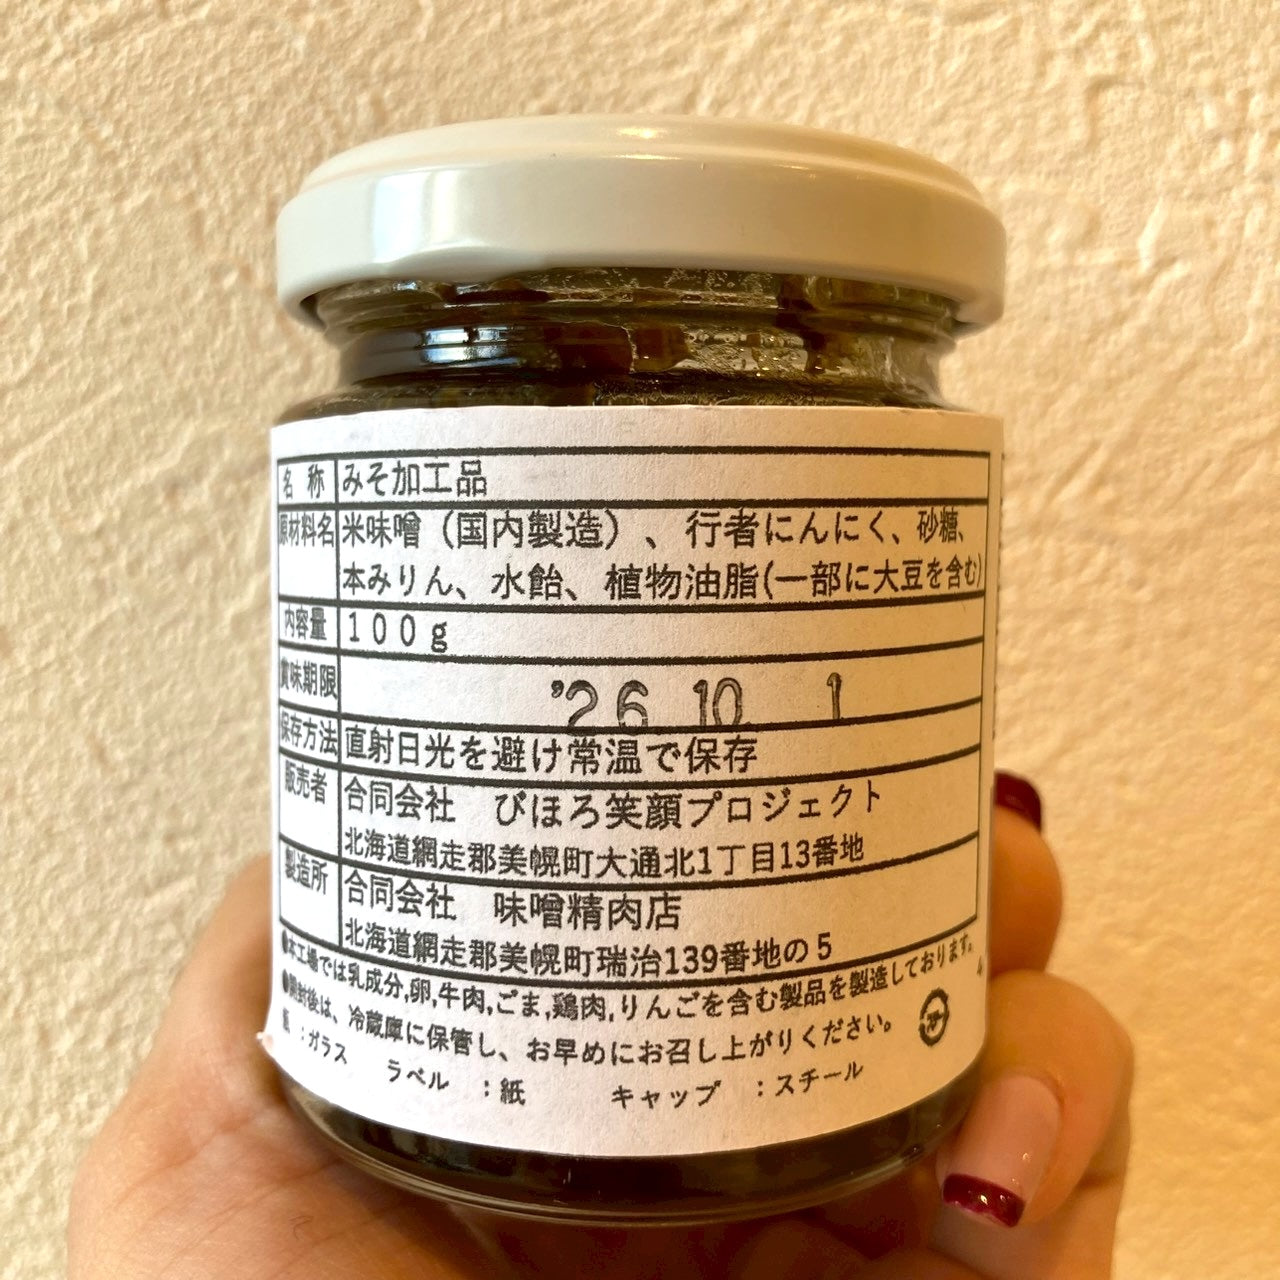 名称 みそ加工品
原材料名 米味噌（国内製造）、行者にんにく、砂糖、
本みりん、水飴、植物油脂(一部に大豆を含む)
内容量 100g
賞味期限 '26 10 1
保存方法 直射日光を避け常温で保存
販売者 合同会社 びほろ笑顔プロジェクト
北海道網走郡美幌町大通北1丁目13番地
製造所 合同会社 味噌精肉店
北海道網走郡美幌町瑞治139番地の5
●本工場では乳成分,卵,牛肉,ごま,鶏肉,りんごを含む製品を製造しております。
●開封後は、冷蔵庫に保管し、お早めにお召し上がりください。
瓶：ガラス ラベル：紙 キャップ：スチール